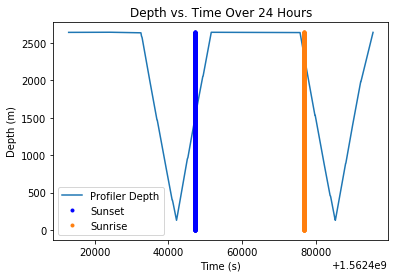 Depth vs. Time Over 24 Hours
Depth (m)
2500
2000
1500
1000
500
0
Profiler Depth
Sunset
Sunrise
20000 40000 60000 80000
Time (s)
+1.5624e9